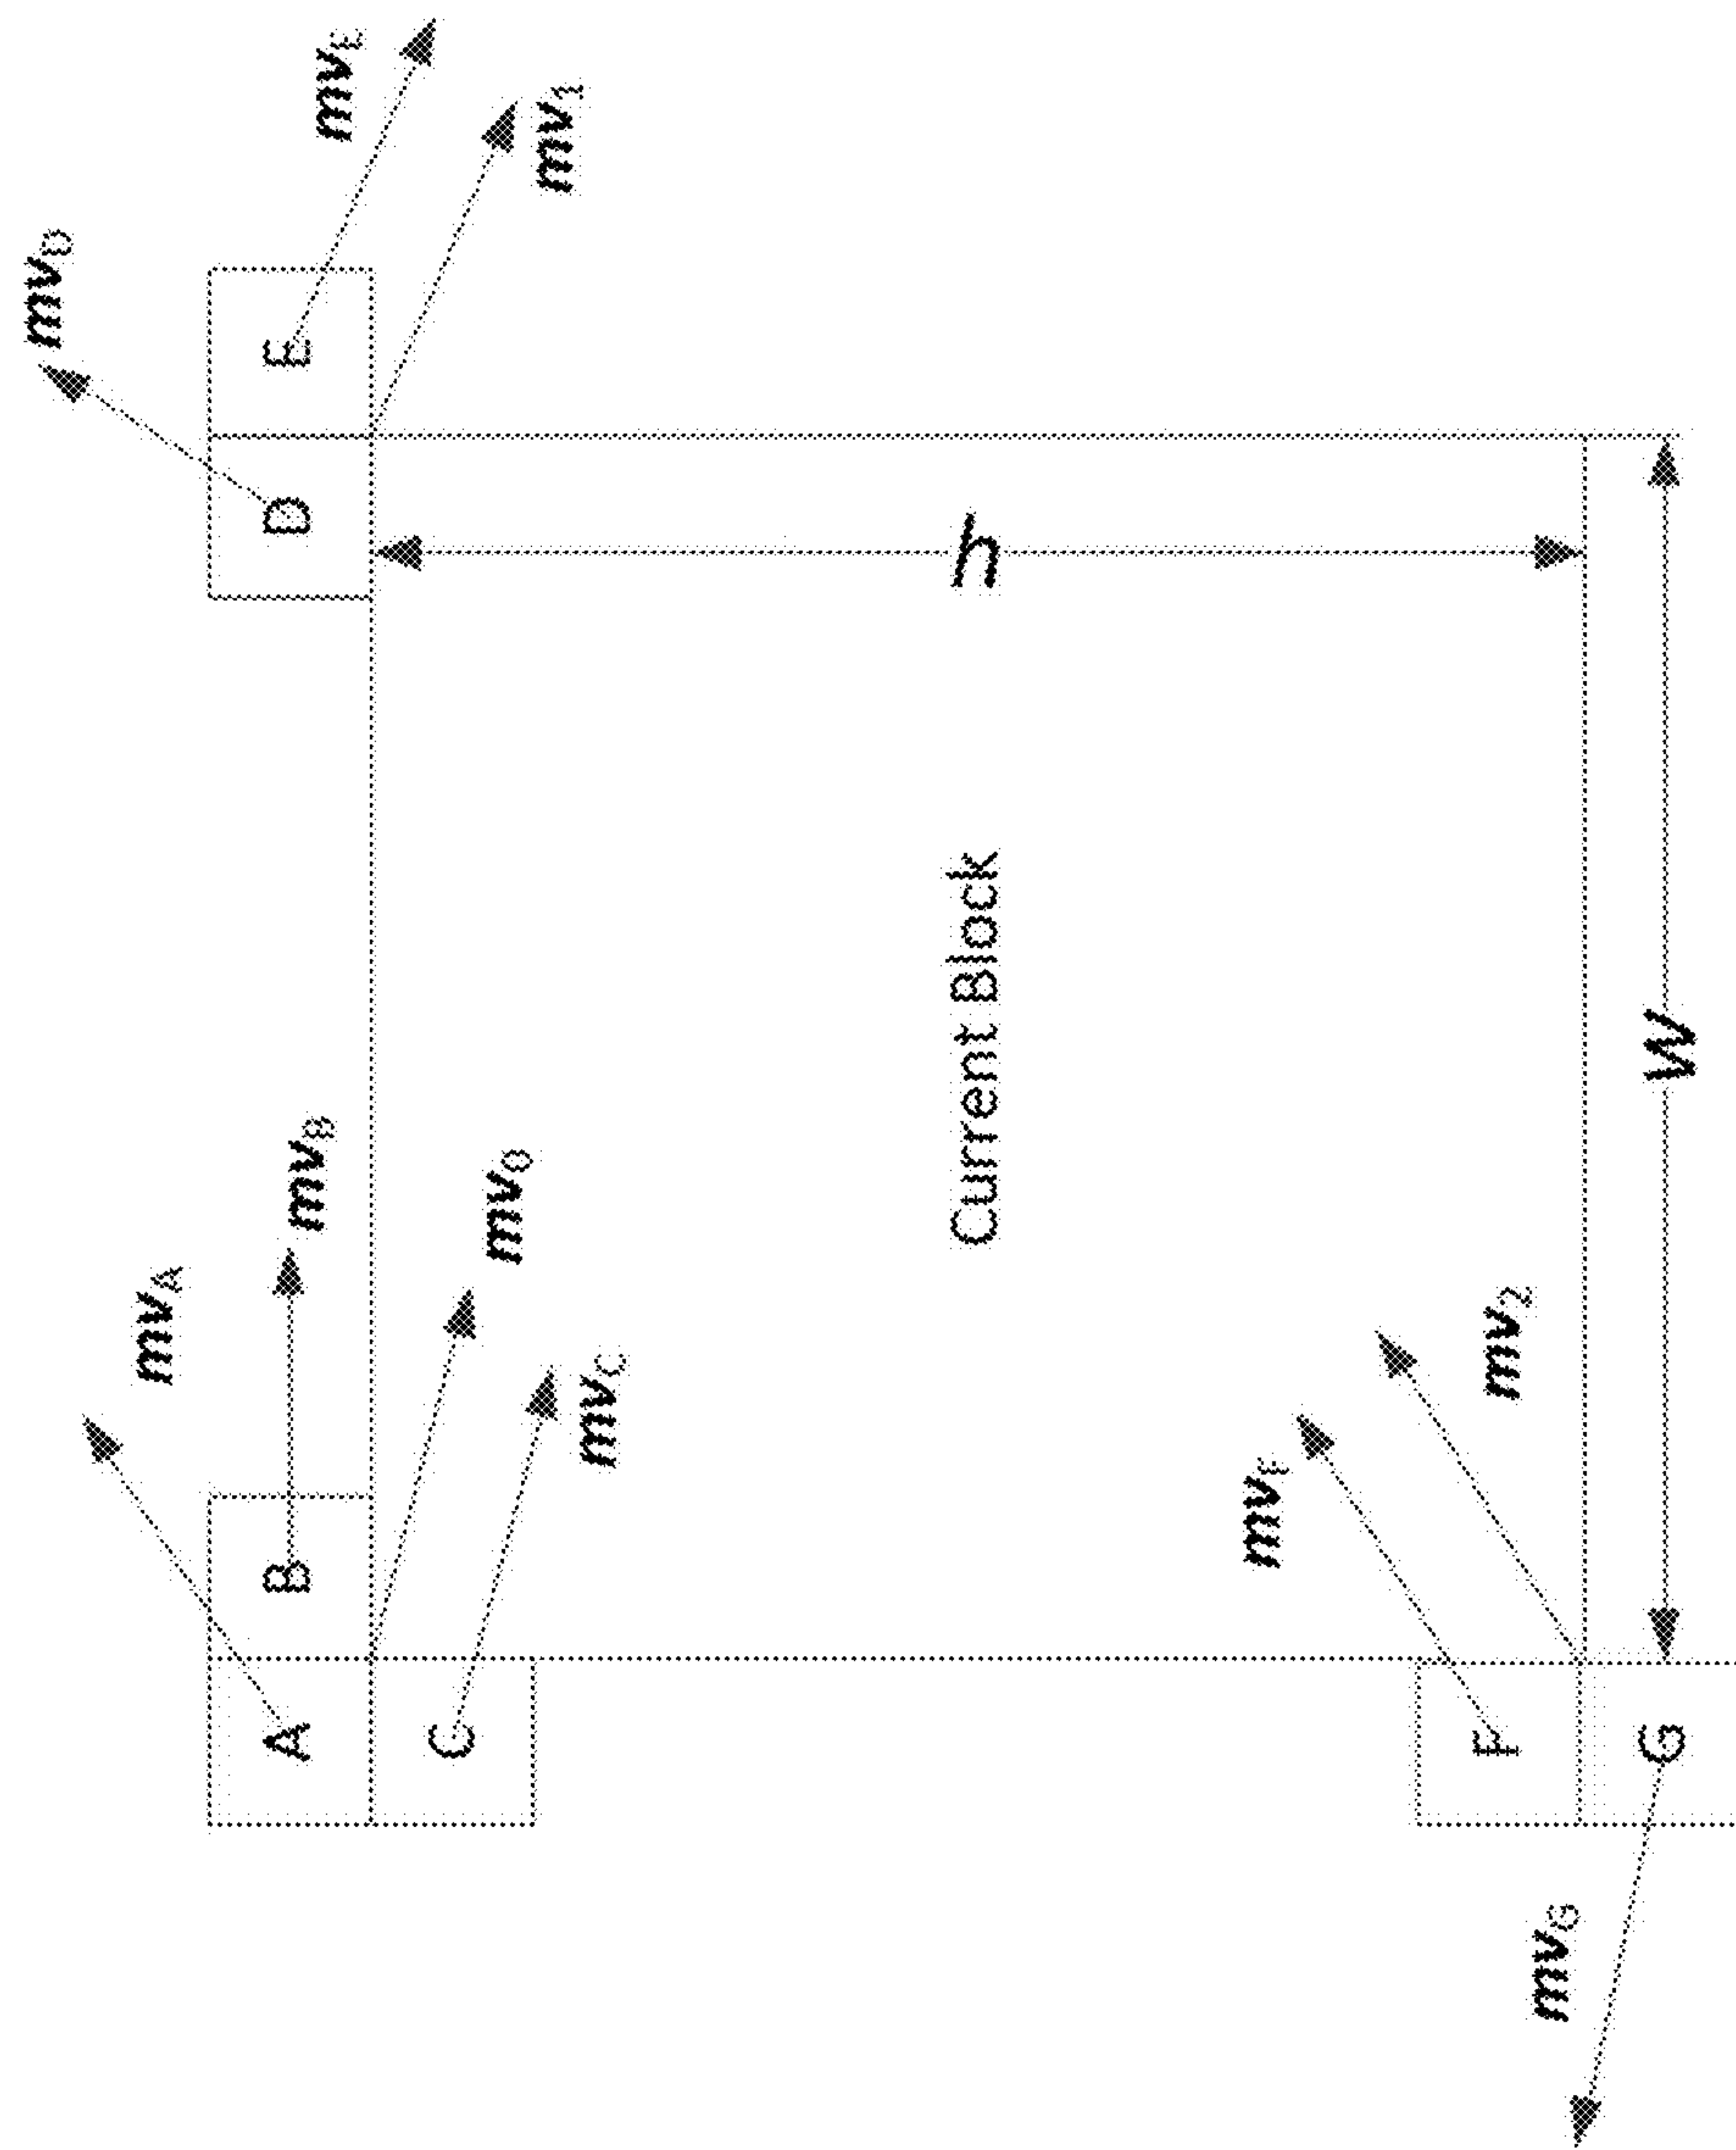 mv_D
mv_A
mv_B
mv_E
A B D E
C
mv_0
mv_1
mv_C
Current Block
h
mv_F
F
mv_2
mv_G
G
W